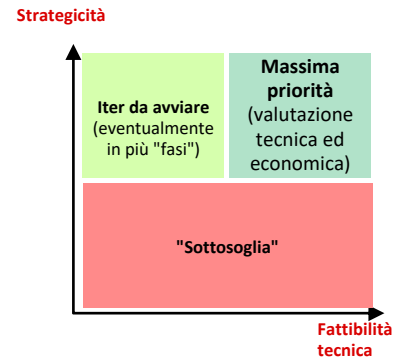 Strategicità
Iter da avviare
(eventualmente
in più "fasi")
Massima
priorità
(valutazione
tecnica ed
economica)
"Sottosoglia"
Fattibilità
tecnica